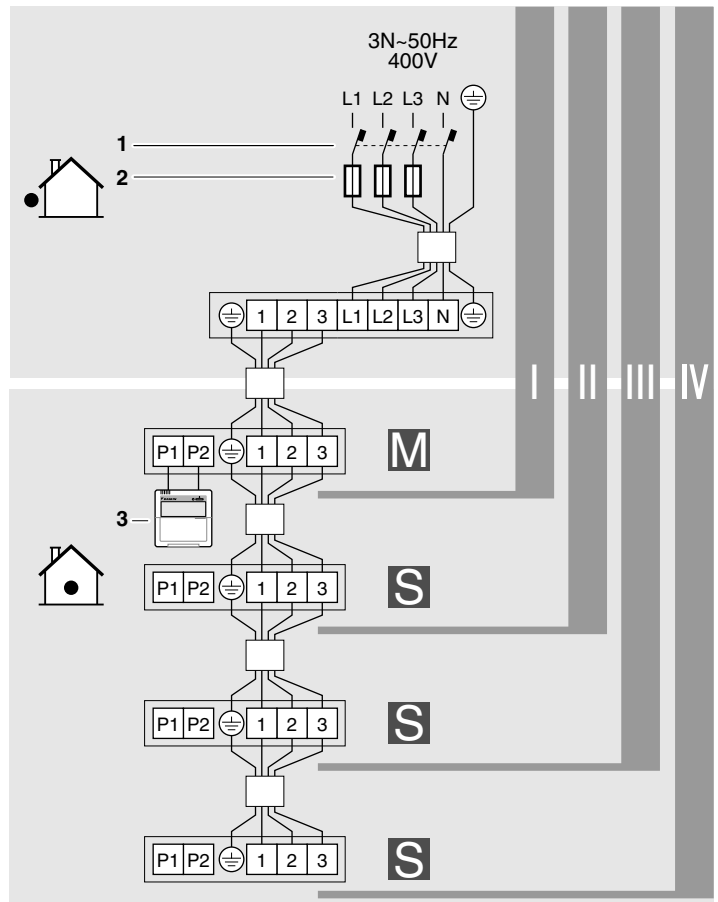 3N~50Hz
400V
L1 L2 L3 N
1
2
1 2 3 L1 L2 L3 N
I II III IV
P1 P2 1 2 3 M
3
P1 P2 1 2 3 S
P1 P2 1 2 3 S
P1 P2 1 2 3 S